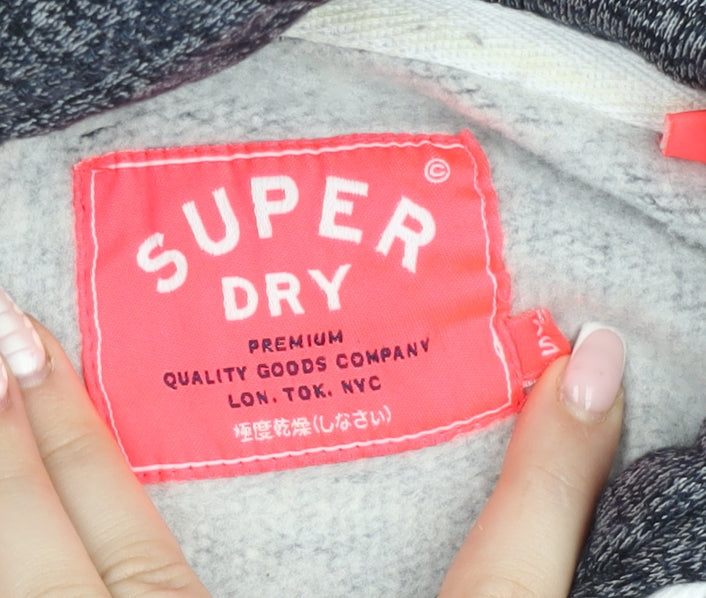 SUPER ©
DRY
PREMIUM
QUALITY GOODS COMPANY
LON. TOK. NYC
極度乾燥(しなさい)